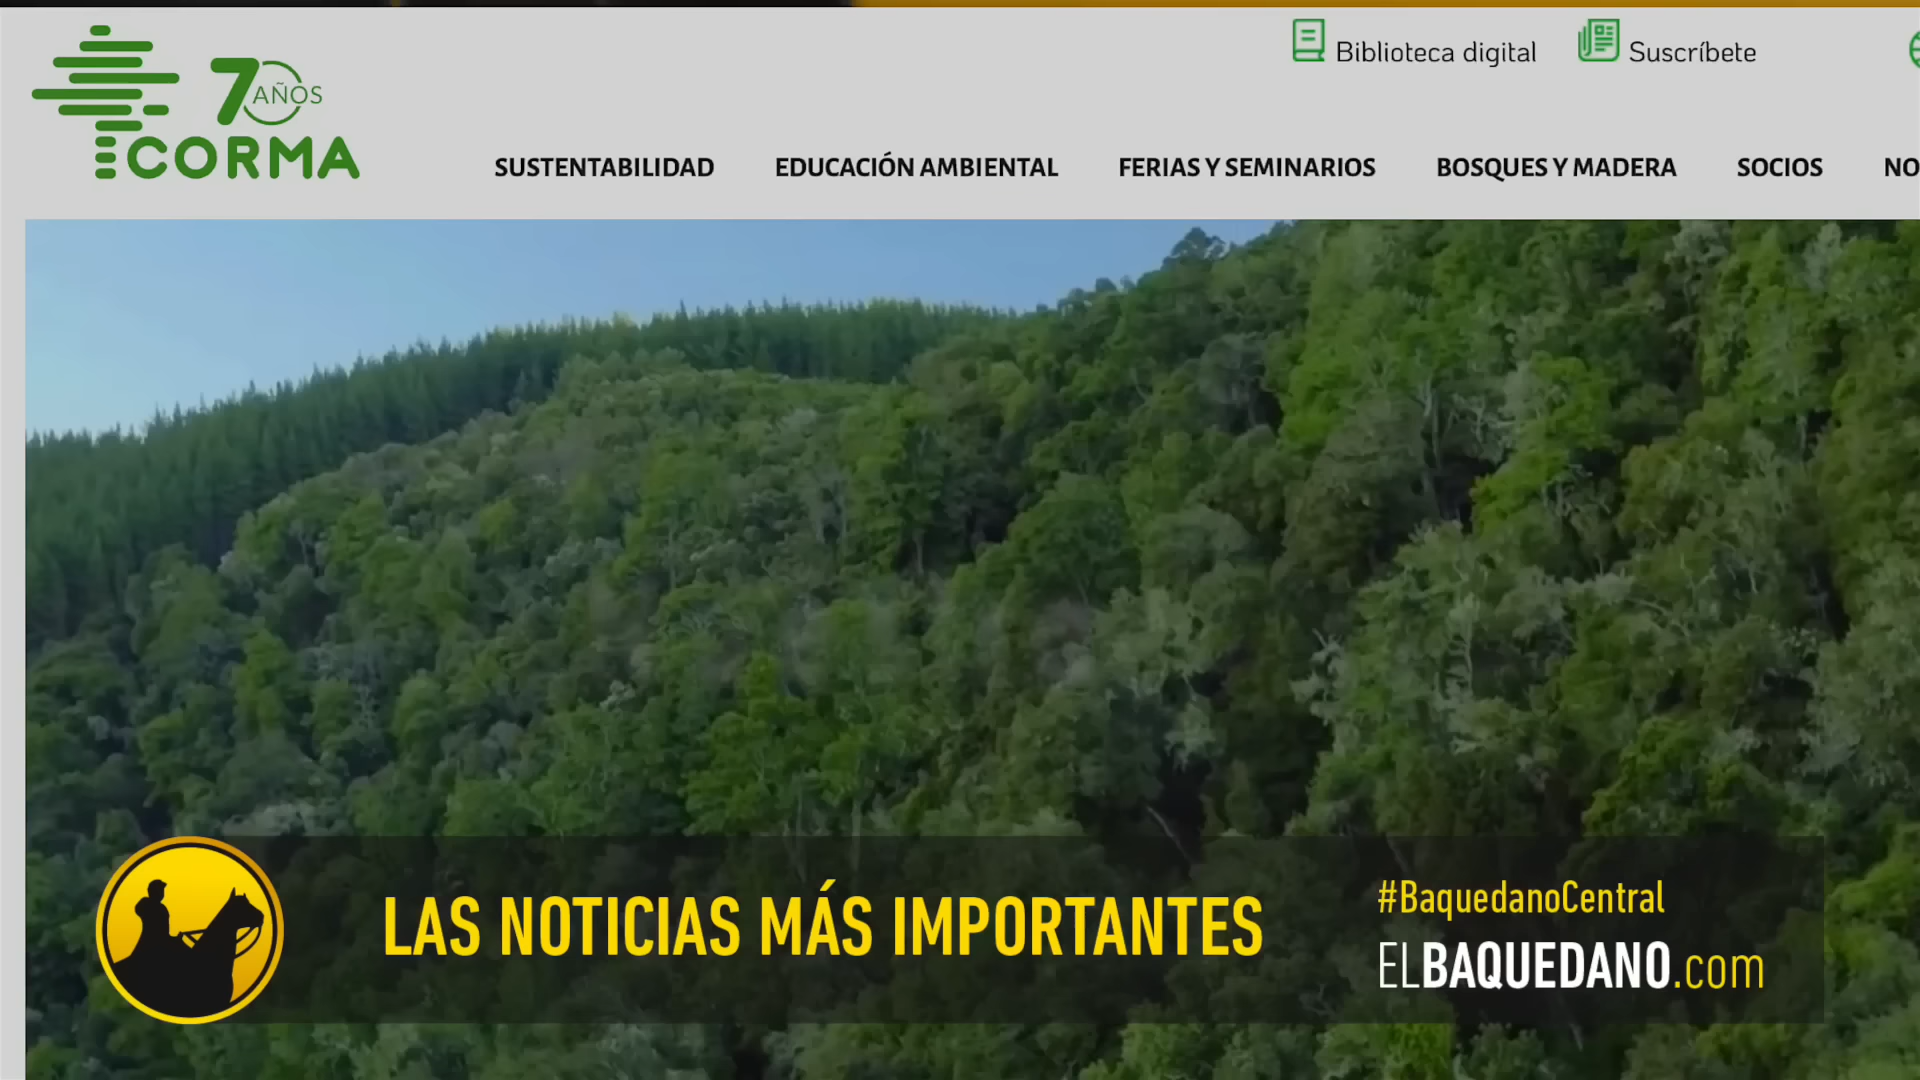 70 AÑOS
CORMA
Biblioteca digital
Suscríbete
SUSTENTABILIDAD
EDUCACIÓN AMBIENTAL
FERIAS Y SEMINARIOS
BOSQUES Y MADERA
SOCIOS
NO
LAS NOTICIAS MÁS IMPORTANTES
#BaquedanoCentral
ELBAQUEDANO.com